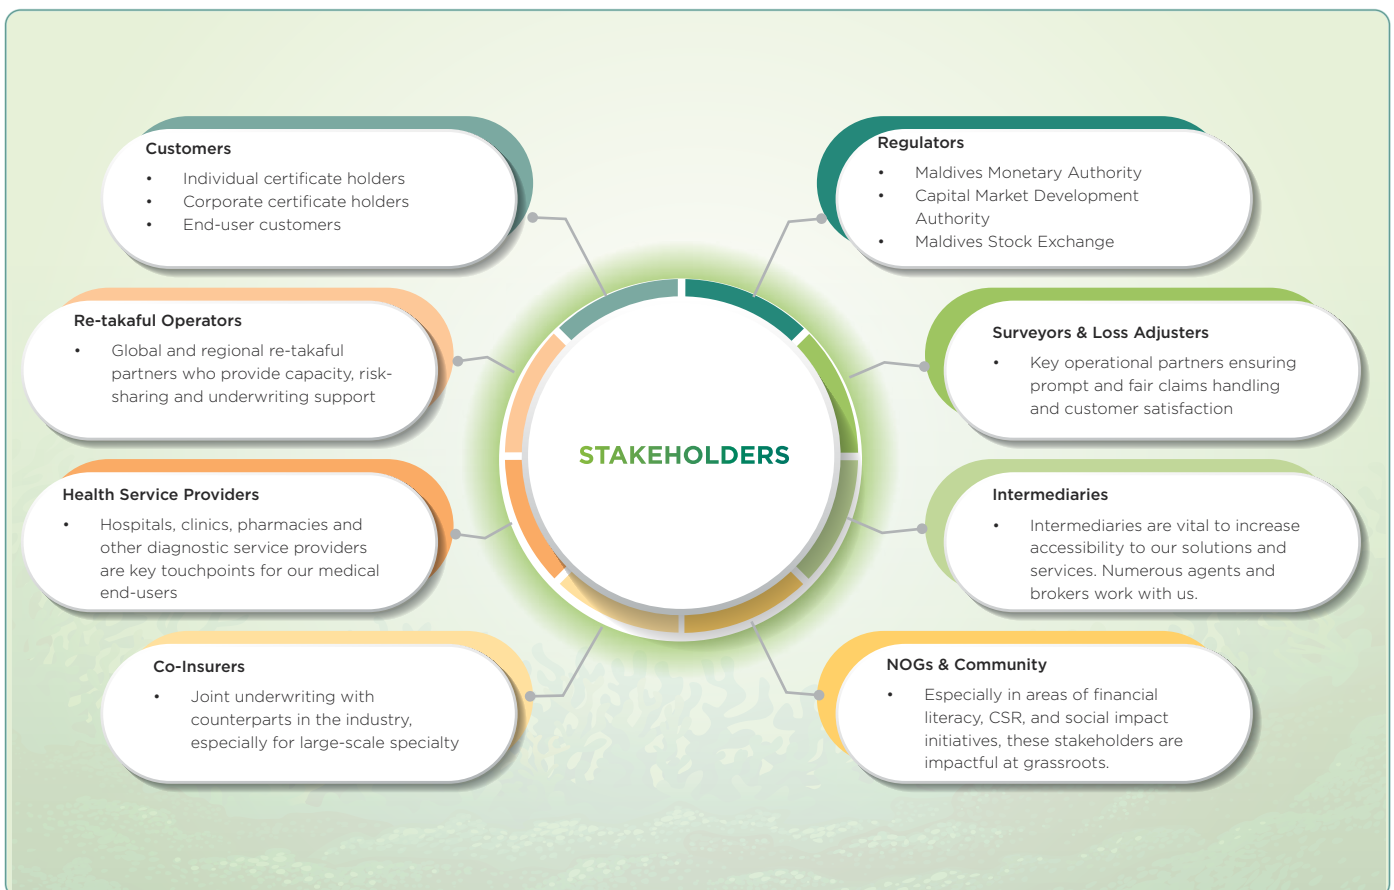 Customers
• Individual certificate holders
• Corporate certificate holders
• End-user customers
Regulators
• Maldives Monetary Authority
• Capital Market Development
Authority
• Maldives Stock Exchange
Re-takaful Operators
• Global and regional re-takaful
partners who provide capacity, risk-
sharing and underwriting support
Surveyors & Loss Adjusters
• Key operational partners ensuring
prompt and fair claims handling
and customer satisfaction
STAKEHOLDERS
Health Service Providers
• Hospitals, clinics, pharmacies and
other diagnostic service providers
are key touchpoints for our medical
end-users
Intermediaries
• Intermediaries are vital to increase
accessibility to our solutions and
services. Numerous agents and
brokers work with us.
Co-Insurers
• Joint underwriting with
counterparts in the industry,
especially for large-scale specialty
NOGs & Community
• Especially in areas of financial
literacy, CSR, and social impact
initiatives, these stakeholders are
impactful at grassroots.